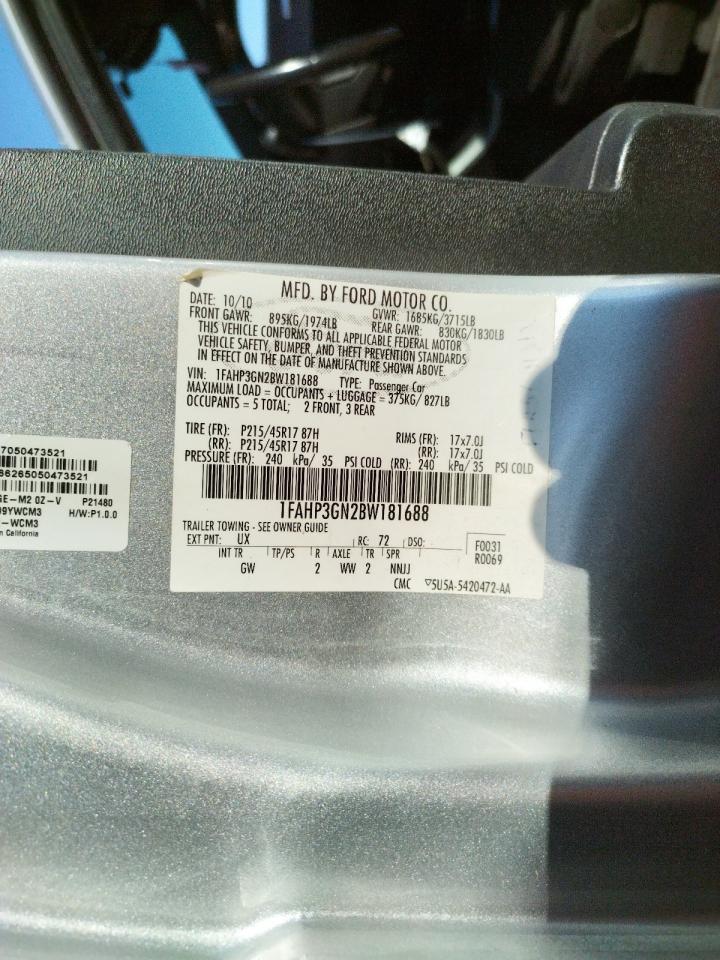 MFD. BY FORD MOTOR CO.
DATE: 10/10 GVWR: 1685KG/3715LB
FRONT GAWR: 895KG/1974LB REAR GAWR: 830KG/1830LB
THIS VEHICLE CONFORMS TO ALL APPLICABLE FEDERAL MOTOR
VEHICLE SAFETY, BUMPER, AND THEFT PREVENTION STANDARDS
IN EFFECT ON THE DATE OF MANUFACTURE SHOWN ABOVE.
VIN: 1FAHP3GN2BW181688 TYPE: Passenger Car
MAXIMUM LOAD = OCCUPANTS + LUGGAGE = 375KG/827LB
OCCUPANTS = 5 TOTAL; 2 FRONT, 3 REAR
TIRE (FR): P215/45R17 87H RIMS (FR): 17x7.0J
(RR): P215/45R17 87H (RR): 17x7.0J
PRESSURE (FR): 240 kPa/ 35 PSI COLD (RR): 240 kPa/ 35 PSI COLD
1FAHP3GN2BW181688
TRAILER TOWING - SEE OWNER GUIDE
EXT PNT: UX RC: 72 DSO: F0031
INT TR TP/PS R AXLE TR SPR R0069
GW 2 WW 2 NNJJ
CMC ▽5U5A-5420472-AA
7050473521
66265050473521
GE-M2 0Z-V P21480
99YWCM3 H/W:P1.0.0
-WCM3
n California